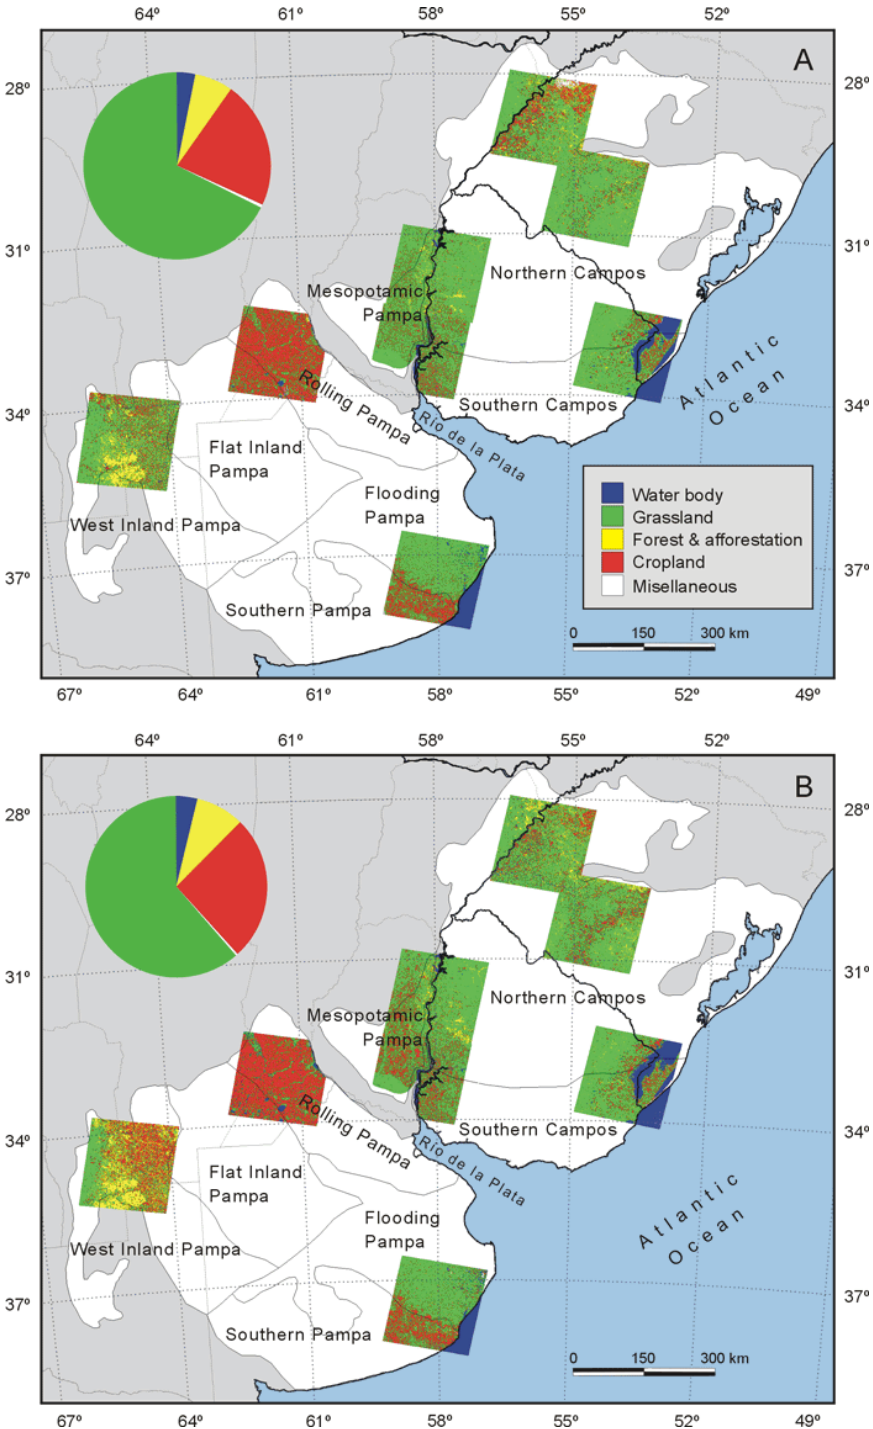 64º 61º 58º 55º 52º
A
28º 28º
31º 31º
Northern Campos
Mesopotamic
Pampa
Rolling Pampa
34º 34º
Southern Campos
Río de la Plata
Atlantic
Ocean
Flat Inland
Pampa
Flooding
Pampa
West Inland Pampa
37º 37º
Southern Pampa
Water body
Grassland
Forest & afforestation
Cropland
Misellaneous
0 150 300 km
67º 64º 61º 58º 55º 52º 49º
64º 61º 58º 55º 52º
B
28º 28º
31º 31º
Northern Campos
Mesopotamic
Pampa
Rolling Pampa
34º 34º
Southern Campos
Río de la Plata
Atlantic
Ocean
Flat Inland
Pampa
Flooding
Pampa
West Inland Pampa
37º 37º
Southern Pampa
0 150 300 km
67º 64º 61º 58º 55º 52º 49º